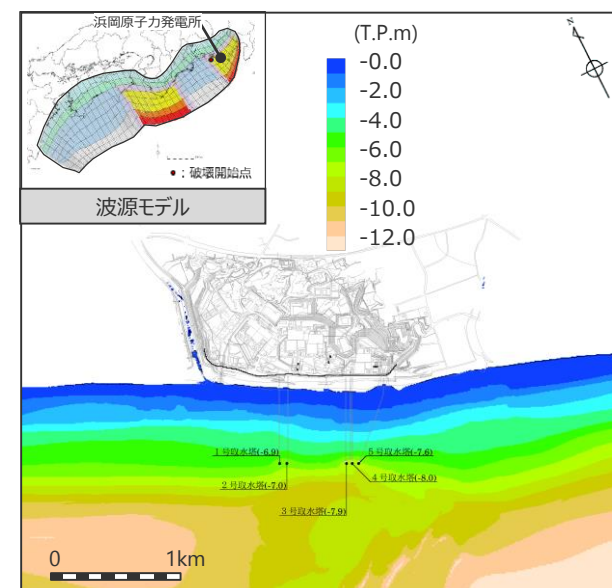 浜岡原子力発電所
●：破壊開始点
波源モデル
(T.P.m)
-0.0
-2.0
-4.0
-6.0
-8.0
-10.0
-12.0
N
1号取水塔(-6.9)
5号取水塔(-7.6)
2号取水塔(-7.0)
4号取水塔(-8.0)
3号取水塔(-7.9)
0 1km